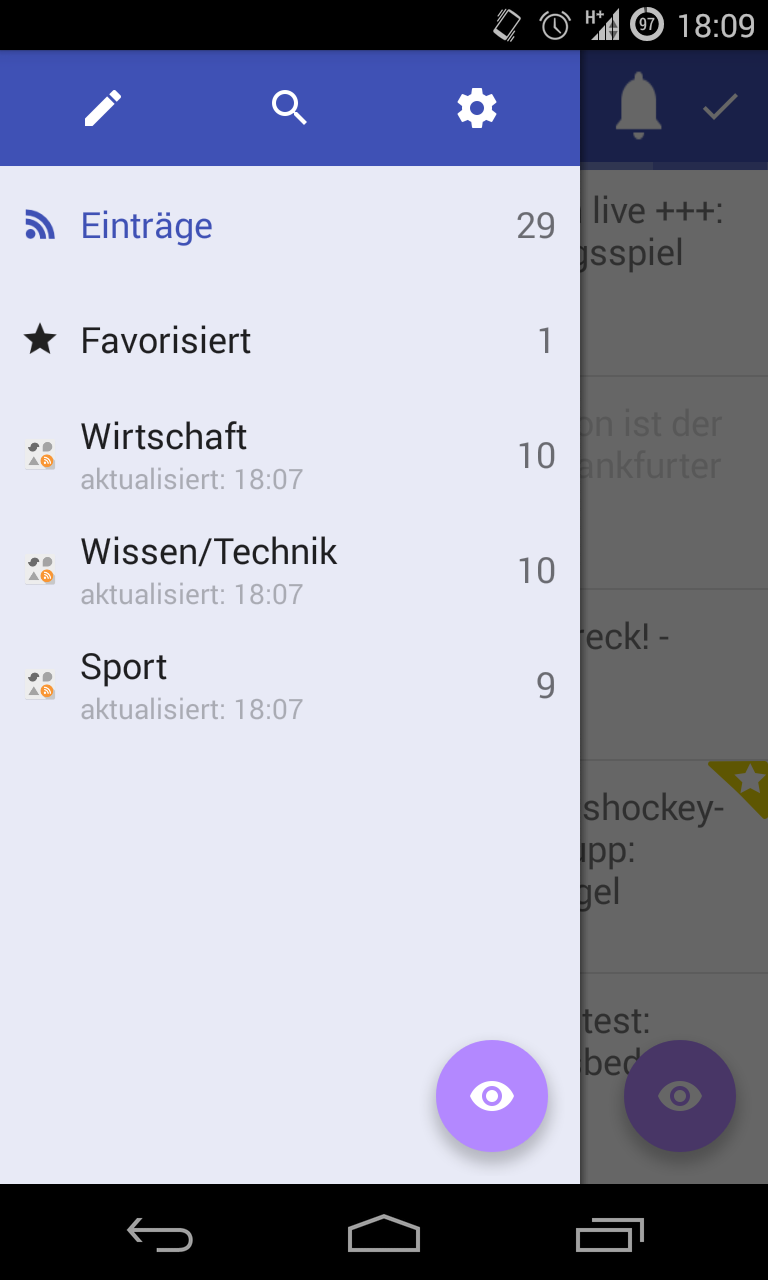 H+ 97 18:09
Einträge 29
live +++:
gsspiel
Favorisiert 1
Wirtschaft 10
aktualisiert: 18:07
on ist der
ankfurter
Wissen/Technik 10
aktualisiert: 18:07
reck! -
Sport 9
aktualisiert: 18:07
shockey-
upp:
gel
test:
bed